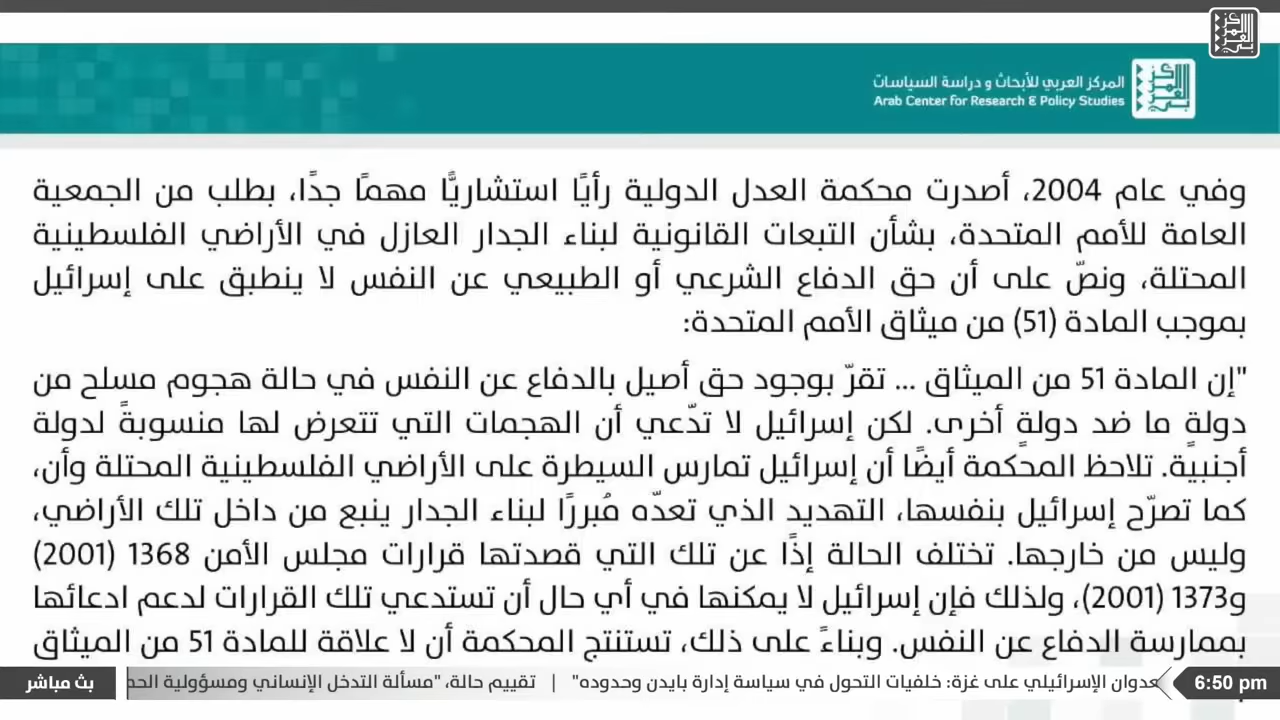 المركز العربي للأبحاث و دراسة السياسات
Arab Center for Research & Policy Studies
وفي عام 2004، أصدرت محكمة العدل الدولية رأيًا استشاريًّا مهمًا جدًا، بطلب من الجمعية
العامة للأمم المتحدة، بشأن التبعات القانونية لبناء الجدار العازل في الأراضي الفلسطينية
المحتلة، ونصّ على أن حق الدفاع الشرعي أو الطبيعي عن النفس لا ينطبق على إسرائيل
بموجب المادة (51) من ميثاق الأمم المتحدة:
"إن المادة 51 من الميثاق ... تقرّ بوجود حق أصيل بالدفاع عن النفس في حالة هجوم مسلح من
دولة ما ضد دولةٍ أخرى. لكن إسرائيل لا تدّعي أن الهجمات التي تتعرض لها منسوبةً لدولة
أجنبية. تلاحظ المحكمة أيضًا أن إسرائيل تمارس السيطرة على الأراضي الفلسطينية المحتلة وأن،
كما تصرّح إسرائيل بنفسها، التهديد الذي تعدّه مُبررًا لبناء الجدار ينبع من داخل تلك الأراضي،
وليس من خارجها. تختلف الحالة إذًا عن تلك التي قصدتها قرارات مجلس الأمن 1368 (2001)
و1373 (2001)، ولذلك فإن إسرائيل لا يمكنها في أي حال أن تستدعي تلك القرارات لدعم ادعائها
بممارسة الدفاع عن النفس. وبناءً على ذلك، تستنتج المحكمة أن لا علاقة للمادة 51 من الميثاق
6:50 pm
عدوان الإسرائيلي على غزة: خلفيات التحول في سياسة إدارة بايدن وحدوده" | تقييم حالة، "مسألة التدخل الإنساني ومسؤولية الحم
بث مباشر